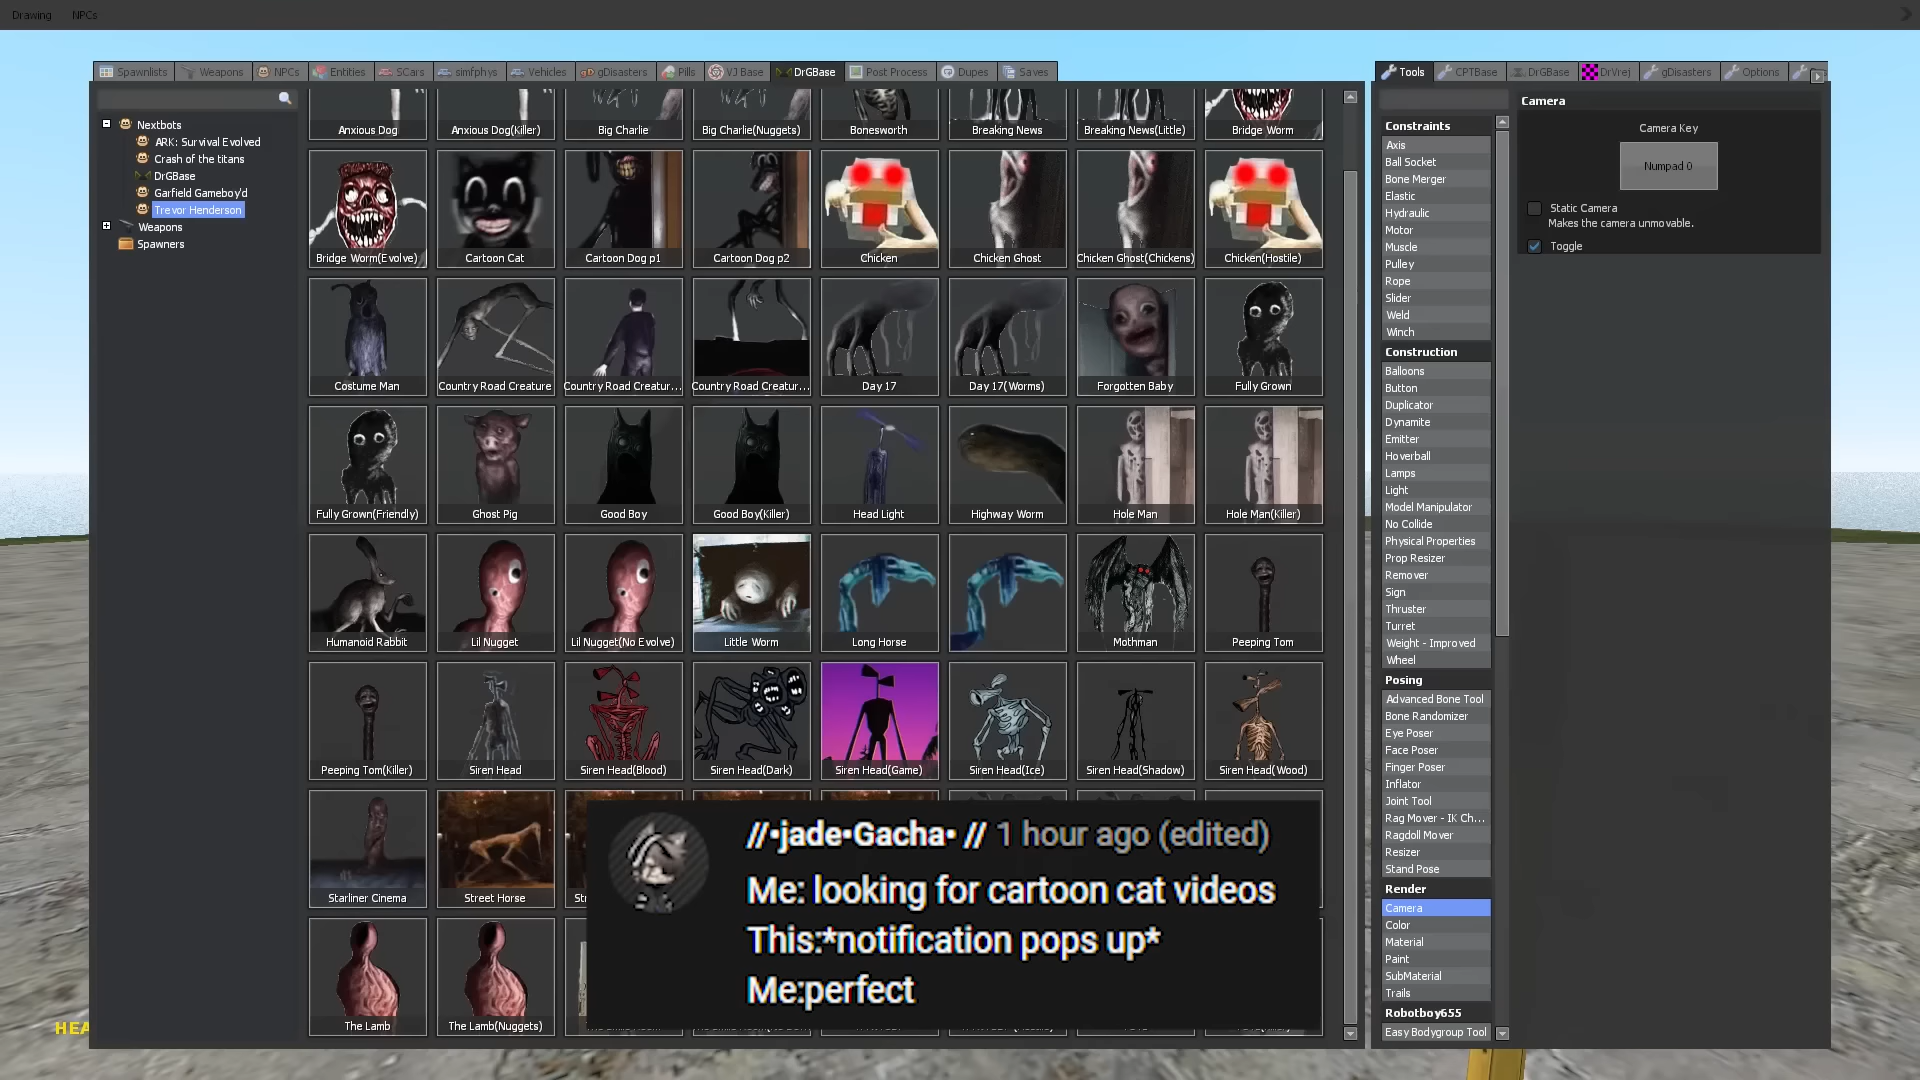 Drawing NPCs
Spawnlists Weapons NPCs Entities SCars simfphys Vehicles gDisasters Pills VJ Base DrGBase Post Process Dupes Saves
Nextbots
ARK: Survival Evolved
Crash of the titans
DrGBase
Garfield Gameboy'd
Trevor Henderson
Weapons
Spawners
Anxious Dog Anxious Dog(Killer) Big Charlie Big Charlie(Nuggets) Bonesworth Breaking News Breaking News(Little) Bridge Worm
Bridge Worm(Evolve) Cartoon Cat Cartoon Dog p1 Cartoon Dog p2 Chicken Chicken Ghost Chicken Ghost(Chickens) Chicken(Hostile)
Costume Man Country Road Creature Country Road Creatur... Country Road Creatur... Day 17 Day 17(Worms) Forgotten Baby Fully Grown
Fully Grown(Friendly) Ghost Pig Good Boy Good Boy(Killer) Head Light Highway Worm Hole Man Hole Man(Killer)
Humanoid Rabbit Lil Nugget Lil Nugget(No Evolve) Little Worm Long Horse Mothman Peeping Tom
Peeping Tom(Killer) Siren Head Siren Head(Blood) Siren Head(Dark) Siren Head(Game) Siren Head(Ice) Siren Head(Shadow) Siren Head(Wood)
Starliner Cinema Street Horse
The Lamb The Lamb(Nuggets)
//•jade•Gacha• // 1 hour ago (edited)
Me: looking for cartoon cat videos
This:*notification pops up*
Me:perfect
HEA
Tools CPTBase DrGBase DrVrej gDisasters Options
Constraints
Axis
Ball Socket
Bone Merger
Elastic
Hydraulic
Motor
Muscle
Pulley
Rope
Slider
Weld
Winch
Construction
Balloons
Button
Duplicator
Dynamite
Emitter
Hoverball
Lamps
Light
Model Manipulator
No Collide
Physical Properties
Prop Resizer
Remover
Sign
Thruster
Turret
Weight - Improved
Wheel
Posing
Advanced Bone Tool
Bone Randomizer
Eye Poser
Face Poser
Finger Poser
Inflator
Joint Tool
Rag Mover - IK Ch...
Ragdoll Mover
Resizer
Stand Pose
Render
Camera
Color
Material
Paint
SubMaterial
Trails
Robotboy655
Easy Bodygroup Tool
Camera
Camera Key
Numpad 0
Static Camera
Makes the camera unmovable.
Toggle